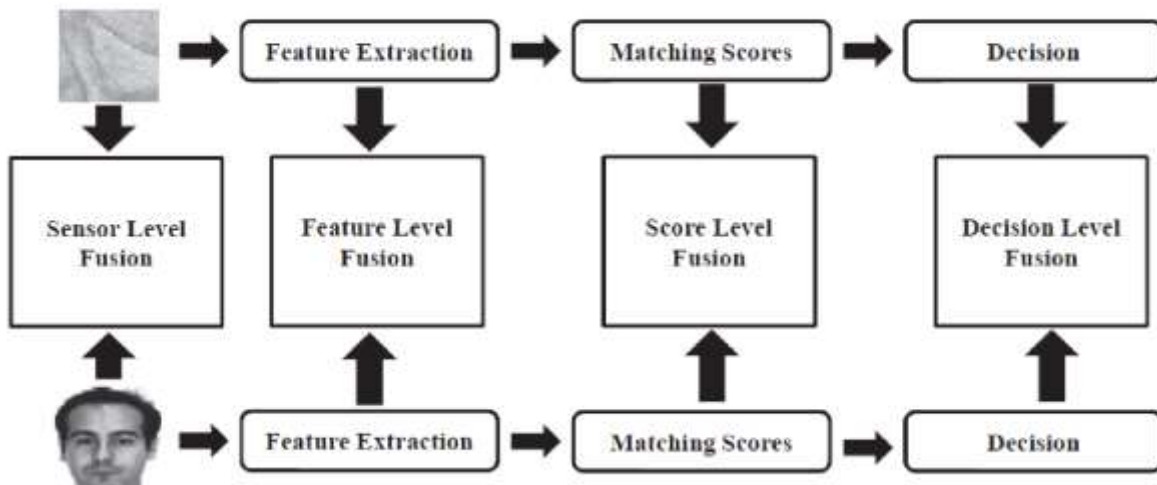 Feature Extraction
Matching Scores
Decision
Sensor Level
Fusion
Feature Level
Fusion
Score Level
Fusion
Decision Level
Fusion
Feature Extraction
Matching Scores
Decision